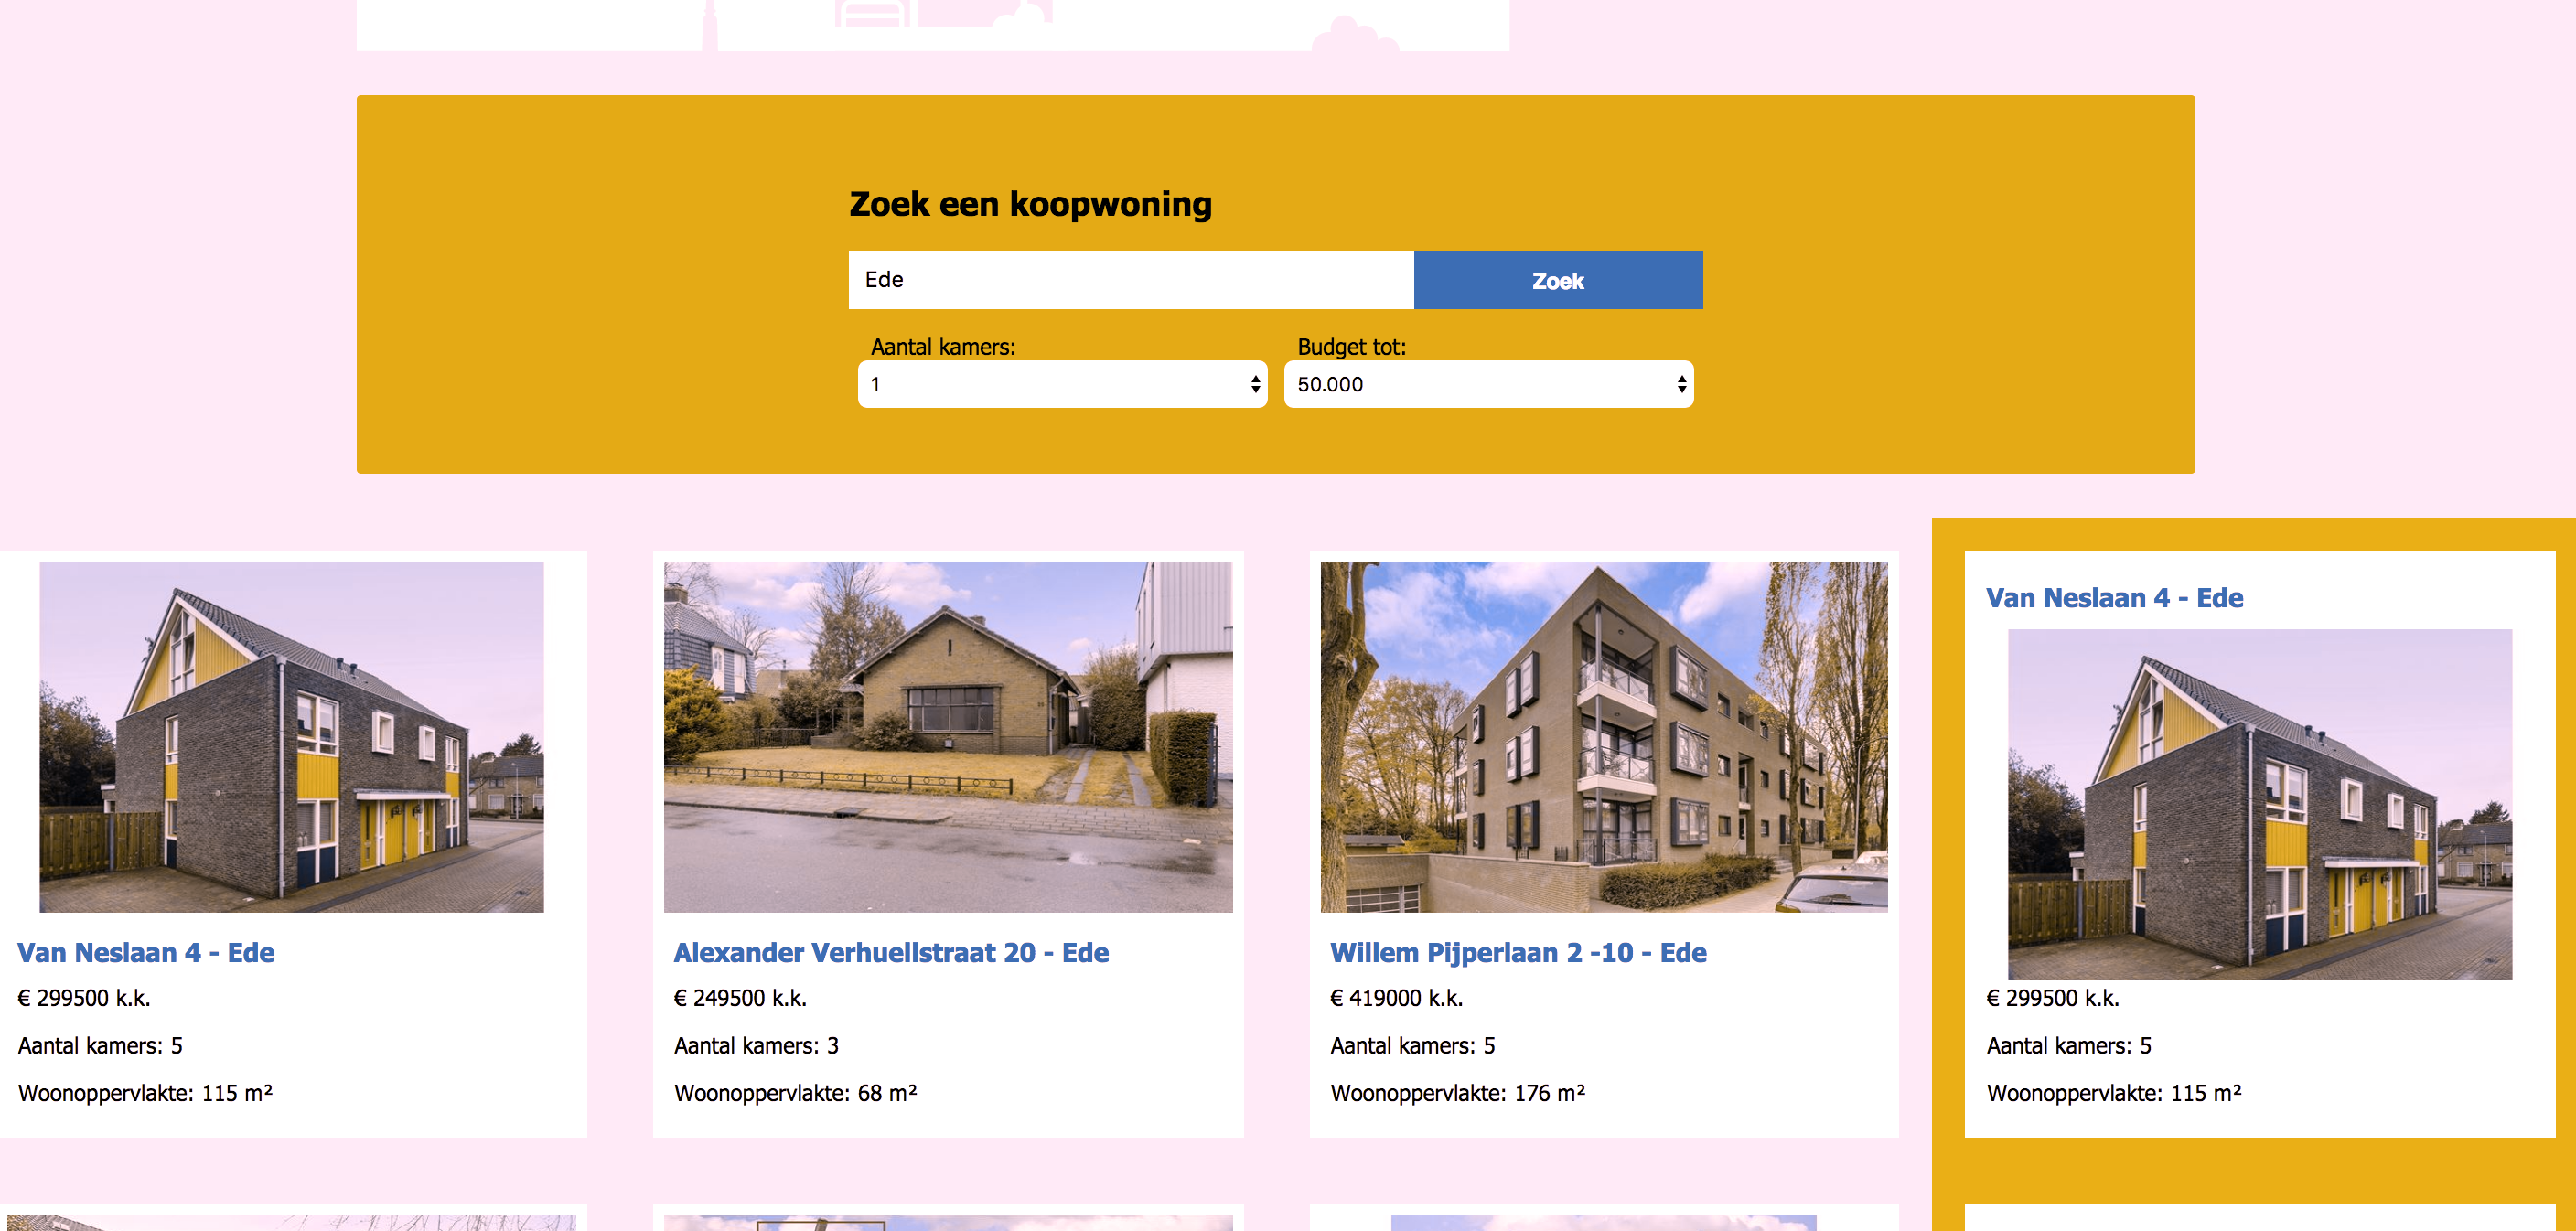 Zoek een koopwoning
Ede
Zoek
Aantal kamers:
Budget tot:
1
50.000
Van Neslaan 4 - Ede
€ 299500 k.k.
Aantal kamers: 5
Woonoppervlakte: 115 m²
Alexander Verhuellstraat 20 - Ede
€ 249500 k.k.
Aantal kamers: 3
Woonoppervlakte: 68 m²
Willem Pijperlaan 2 -10 - Ede
€ 419000 k.k.
Aantal kamers: 5
Woonoppervlakte: 176 m²
Van Neslaan 4 - Ede
€ 299500 k.k.
Aantal kamers: 5
Woonoppervlakte: 115 m²